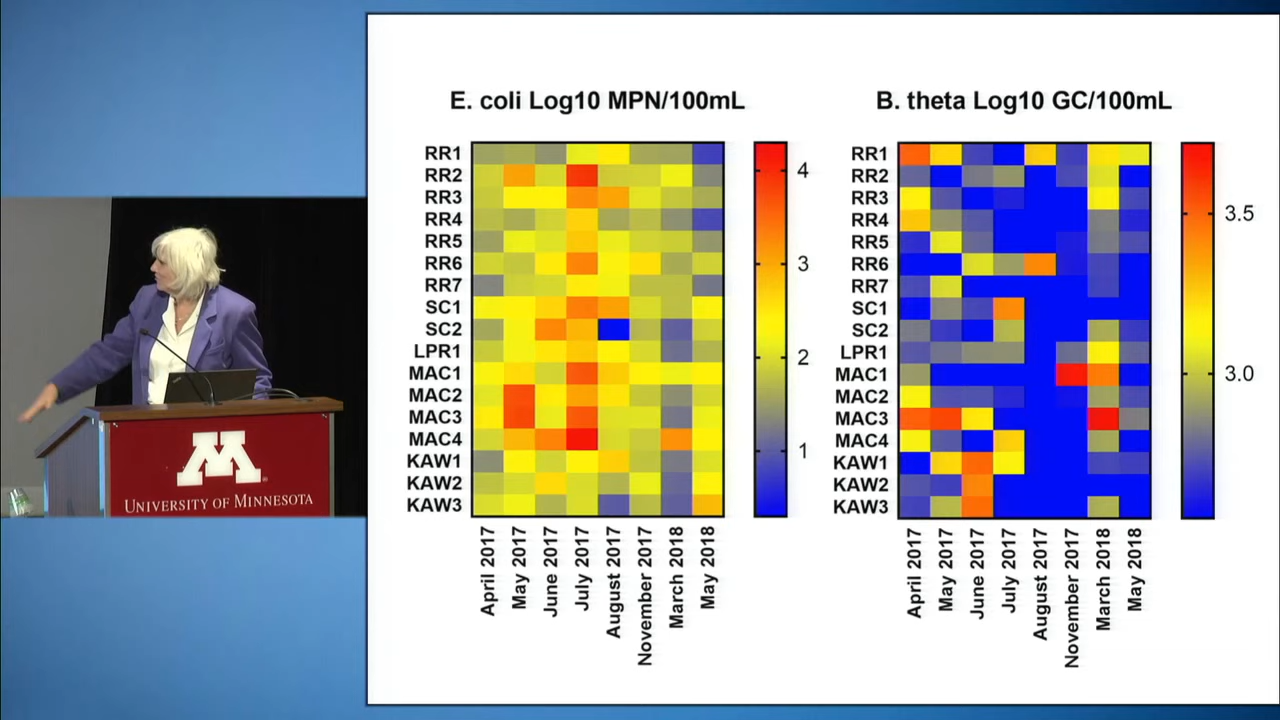 E. coli Log10 MPN/100mL
RR1
RR2
RR3
RR4
RR5
RR6
RR7
SC1
SC2
LPR1
MAC1
MAC2
MAC3
MAC4
KAW1
KAW2
KAW3
April 2017
May 2017
June 2017
July 2017
August 2017
November 2017
March 2018
May 2018
4
3
2
1
B. theta Log10 GC/100mL
RR1
RR2
RR3
RR4
RR5
RR6
RR7
SC1
SC2
LPR1
MAC1
MAC2
MAC3
MAC4
KAW1
KAW2
KAW3
April 2017
May 2017
June 2017
July 2017
August 2017
November 2017
March 2018
May 2018
3.5
3.0
M
UNIVERSITY OF MINNESOTA